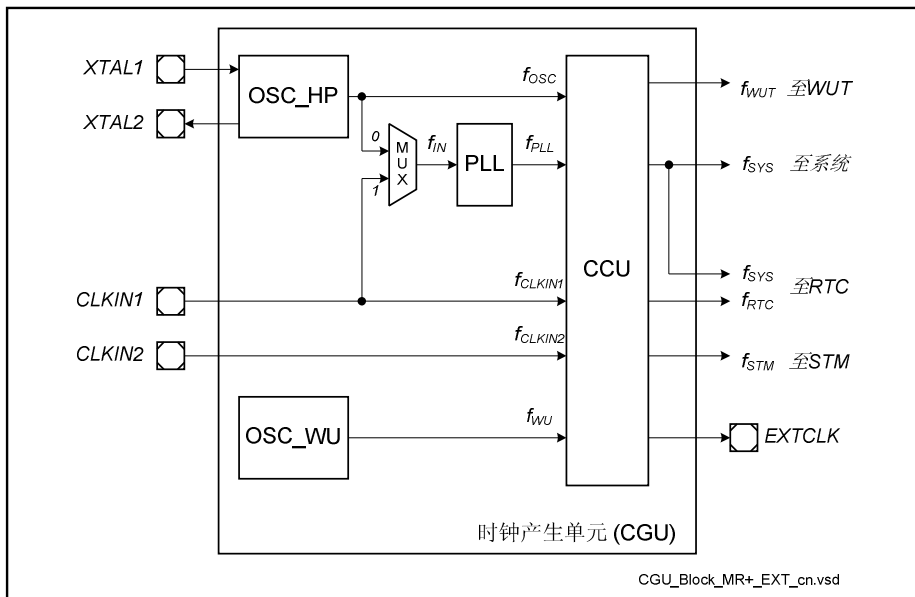 XTAL1
XTAL2
OSC_HP
fOSC
fWUT 至WUT
0
MUX
1
fIN
PLL
fPLL
fSYS 至系统
CCU
fSYS
至RTC
fRTC
CLKIN1
fCLKIN1
CLKIN2
fCLKIN2
fSTM 至STM
OSC_WU
fWU
EXTCLK
时钟产生单元 (CGU)
CGU_Block_MR+_EXT_cn.vsd